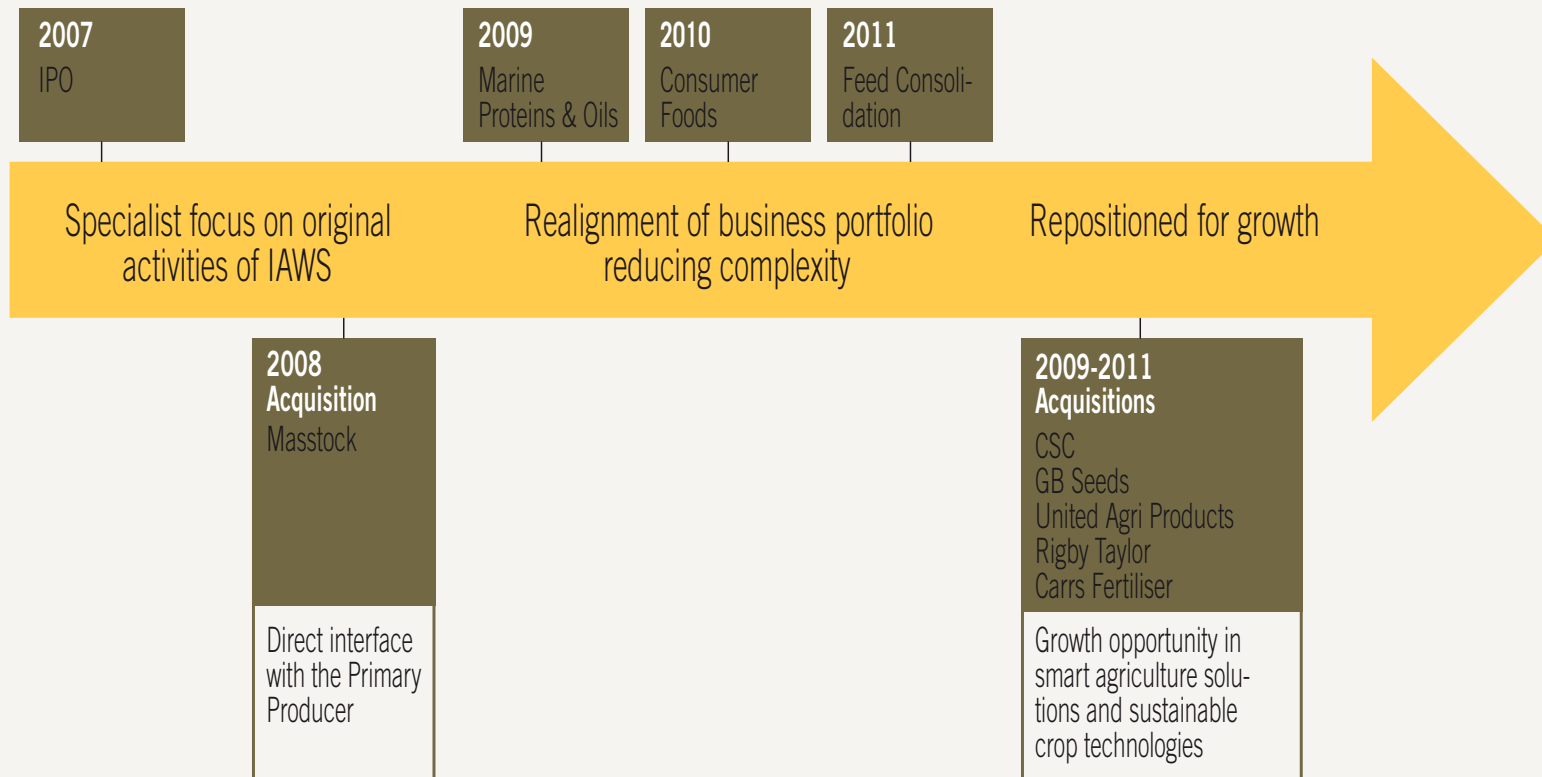 2007
IPO
2009
Marine
Proteins & Oils
2010
Consumer
Foods
2011
Feed Consoli-
dation
Specialist focus on original
activities of IAWS
Realignment of business portfolio
reducing complexity
Repositioned for growth
2008
Acquisition
Masstock
Direct interface
with the Primary
Producer
2009-2011
Acquisitions
CSC
GB Seeds
United Agri Products
Rigby Taylor
Carrs Fertiliser
Growth opportunity in
smart agriculture solu-
tions and sustainable
crop technologies